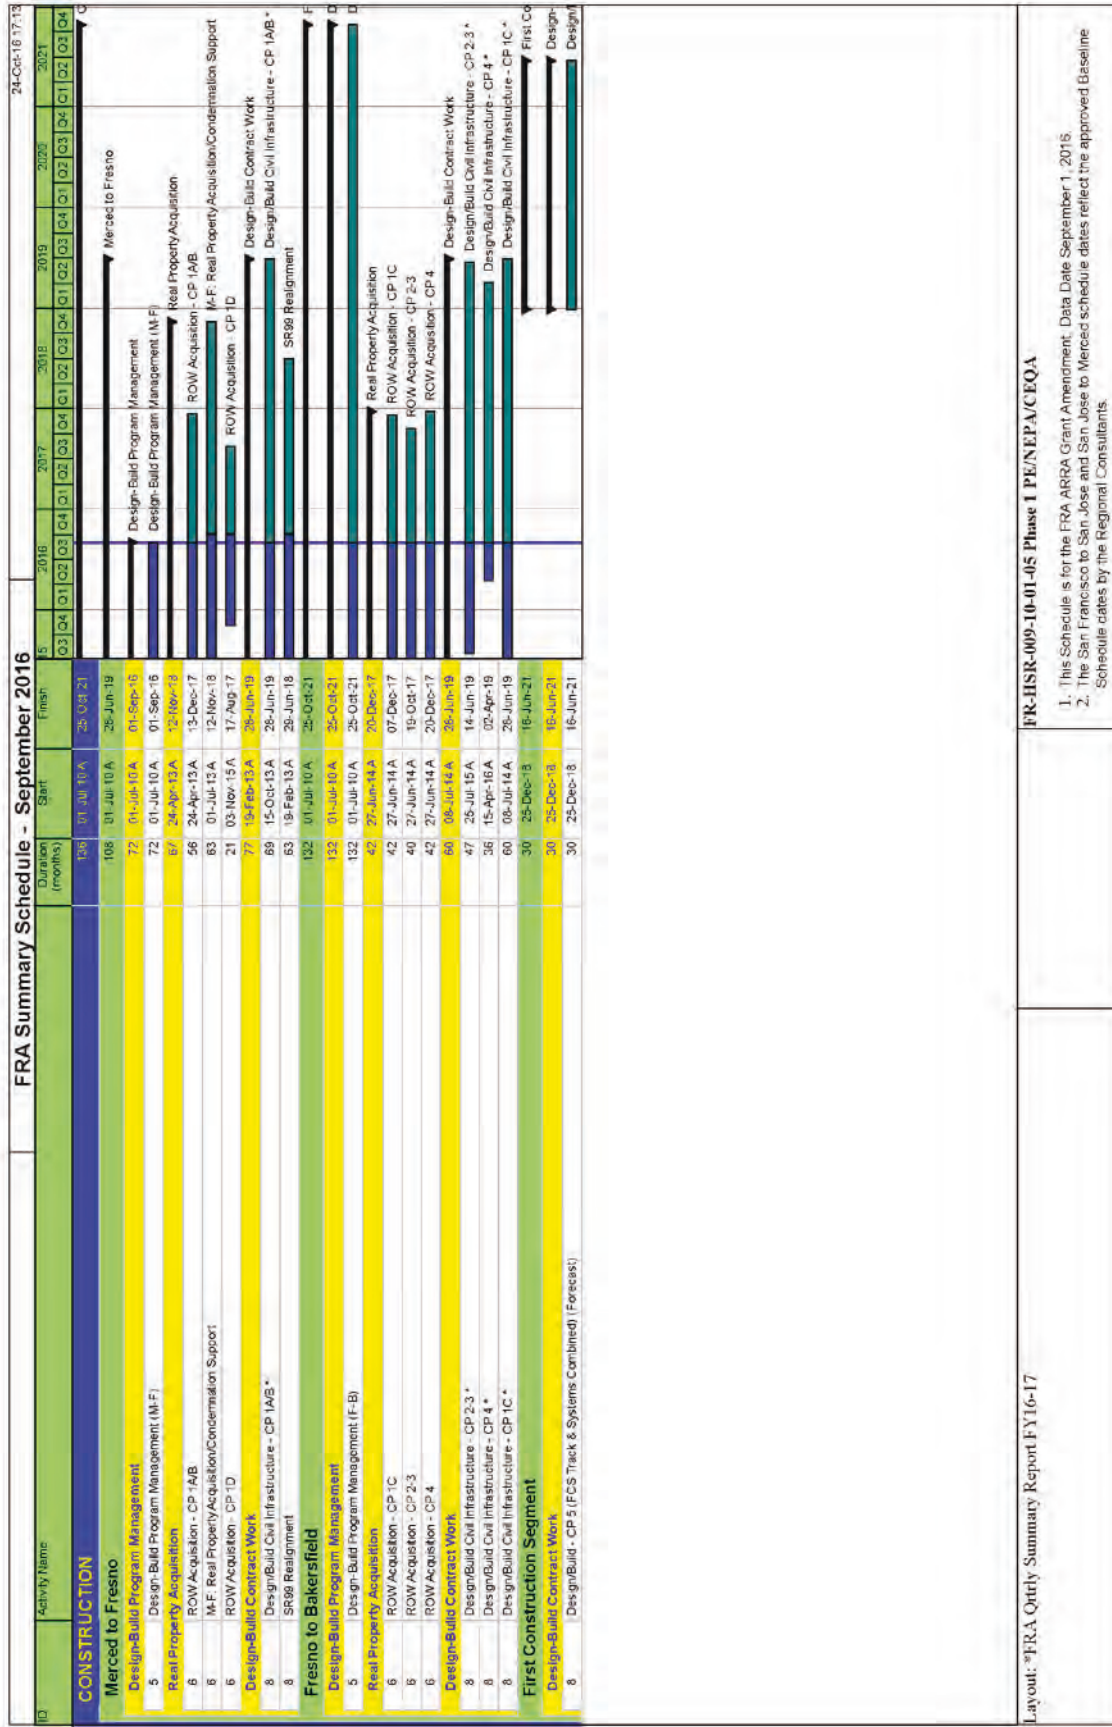 FRA Summary Schedule - September 2016
24-Oct-16 17:13
ID Activity Name Duration (months) Start Finish
15 2016 2017 2018 2019 2020 2021
Q3 Q4 Q1 Q2 Q3 Q4 Q1 Q2 Q3 Q4 Q1 Q2 Q3 Q4 Q1 Q2 Q3 Q4 Q1 Q2 Q3 Q4 Q1 Q2 Q3 Q4
CONSTRUCTION 136 01-Jul-10 A 25-Oct-21 C
Merced to Fresno 108 01-Jul-10 A 26-Jun-19 Merced to Fresno
Design-Build Program Management 72 01-Jul-10 A 01-Sep-16 Design-Build Program Management
5 Design-Build Program Management (M-F) 72 01-Jul-10 A 01-Sep-16 Design-Build Program Management (M-F)
Real Property Acquisition 67 24-Apr-13 A 12-Nov-18 Real Property Acquisition
6 ROW Acquisition - CP 1A/B 56 24-Apr-13 A 13-Dec-17 ROW Acquisition - CP 1A/B
6 M-F: Real Property Acquisition/Condemnation Support 63 01-Jul-13 A 12-Nov-18 M-F: Real Property Acquisition/Condemnation Support
6 ROW Acquisition - CP 1D 21 03-Nov-15 A 17-Aug-17 ROW Acquisition - CP 1D
Design-Build Contract Work 77 19-Feb-13 A 26-Jun-19 Design-Build Contract Work
8 Design/Build Civil Infrastructure - CP 1A/B * 69 15-Oct-13 A 26-Jun-19 Design/Build Civil Infrastructure - CP 1A/B *
8 SR99 Realignment 63 19-Feb-13 A 29-Jun-18 SR99 Realignment
Fresno to Bakersfield 132 01-Jul-10 A 25-Oct-21 F
Design-Build Program Management 132 01-Jul-10 A 25-Oct-21 D
5 Design-Build Program Management (F-B) 132 01-Jul-10 A 25-Oct-21 D
Real Property Acquisition 42 27-Jun-14 A 20-Dec-17 Real Property Acquisition
6 ROW Acquisition - CP 1C 42 27-Jun-14 A 07-Dec-17 ROW Acquisition - CP 1C
6 ROW Acquisition - CP 2-3 40 27-Jun-14 A 19-Oct-17 ROW Acquisition - CP 2-3
6 ROW Acquisition - CP 4 42 27-Jun-14 A 20-Dec-17 ROW Acquisition - CP 4
Design-Build Contract Work 60 08-Jul-14 A 26-Jun-19 Design-Build Contract Work
8 Design/Build Civil Infrastructure - CP 2-3 * 47 25-Jul-15 A 14-Jun-19 Design/Build Civil Infrastructure - CP 2-3 *
8 Design/Build Civil Infrastructure - CP 4 * 36 15-Apr-16 A 02-Apr-19 Design/Build Civil Infrastructure - CP 4 *
8 Design/Build Civil Infrastructure - CP 1C * 60 08-Jul-14 A 26-Jun-19 Design/Build Civil Infrastructure - CP 1C *
First Construction Segment 30 25-Dec-18 16-Jun-21 First Co
Design-Build Contract Work 30 25-Dec-18 16-Jun-21 Design-
8 Design/Build - CP 5 (FCS Track & Systems Combined) (Forecast) 30 25-Dec-18 16-Jun-21 Design/
Layout: *FRA Qtrly Summary Report FY16-17
FR-HSR-009-10-01-05 Phase 1 PE/NEPA/CEQA
1. This Schedule is for the FRA ARRA Grant Amendment, Data Date September 1, 2016.
2. The San Francisco to San Jose and San Jose to Merced schedule dates reflect the approved Baseline
Schedule dates by the Regional Consultants.